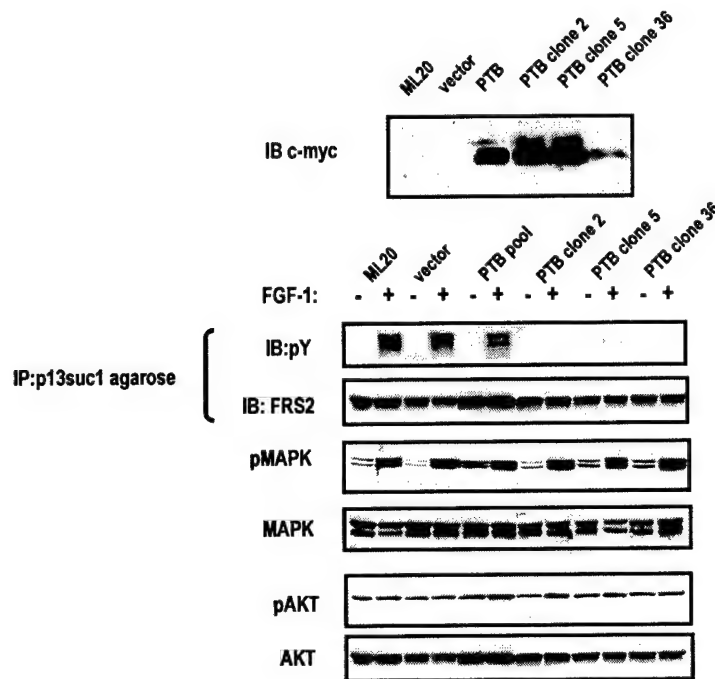 ML20 vector PTB PTB clone 2 PTB clone 5 PTB clone 36
IB c-myc
ML20 vector PTB pool PTB clone 2 PTB clone 5 PTB clone 36
FGF-1: - + - + - + - + - + - +
IP:p13suc1 agarose
IB:pY
IB: FRS2
pMAPK
MAPK
pAKT
AKT